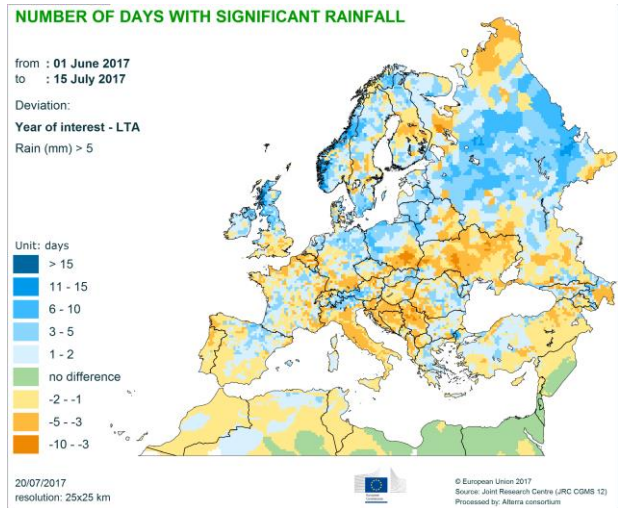 NUMBER OF DAYS WITH SIGNIFICANT RAINFALL
from : 01 June 2017
to : 15 July 2017
Deviation:
Year of interest - LTA
Rain (mm) > 5
Unit: days
> 15
11 - 15
6 - 10
3 - 5
1 - 2
no difference
-2 - -1
-5 - -3
-10 - -3
20/07/2017
resolution: 25x25 km
© European Union 2017
Source: Joint Research Centre (JRC CGMS 12)
Processed by: Alterra consortium